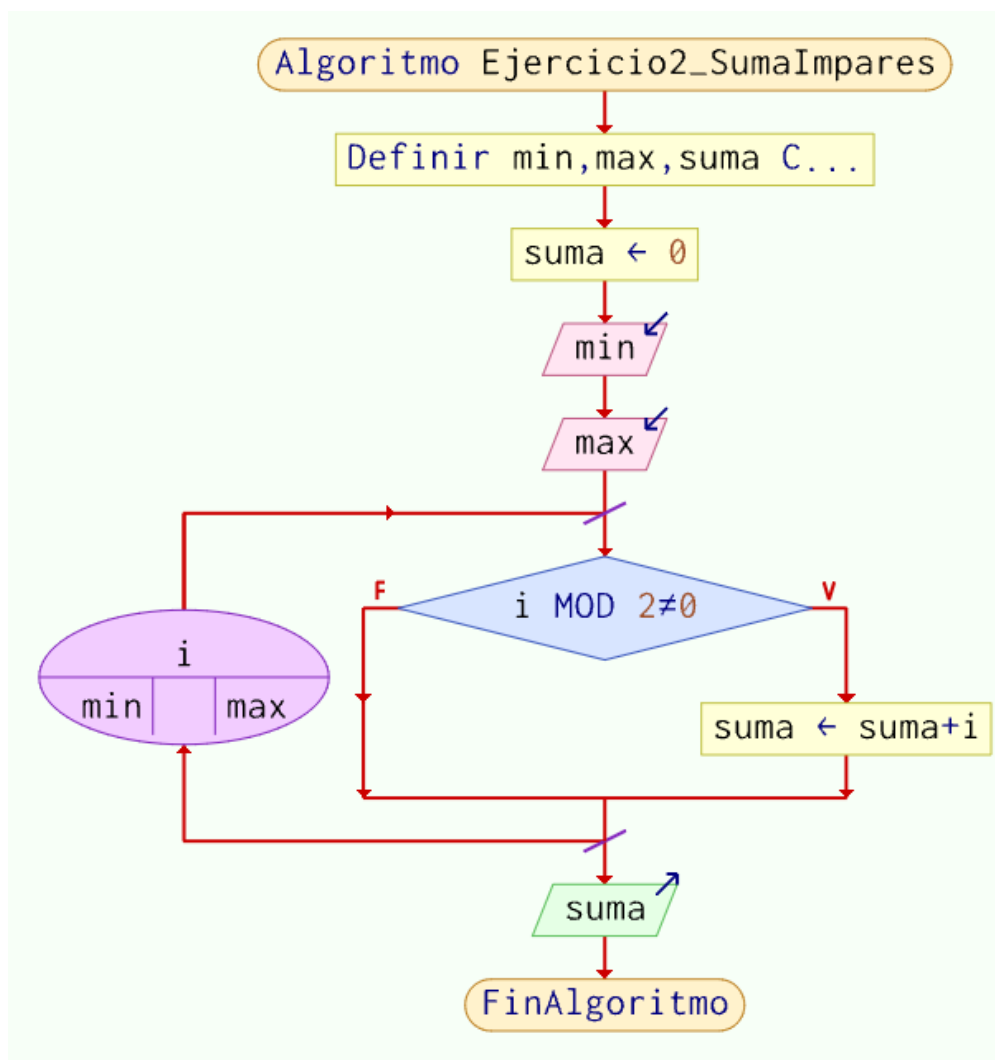 Algoritmo Ejercicio2_SumaImpares
Definir min,max,suma C...
suma ← 0
min
max
F
V
i MOD 2≠0
i
min max
suma ← suma+i
suma
FinAlgoritmo